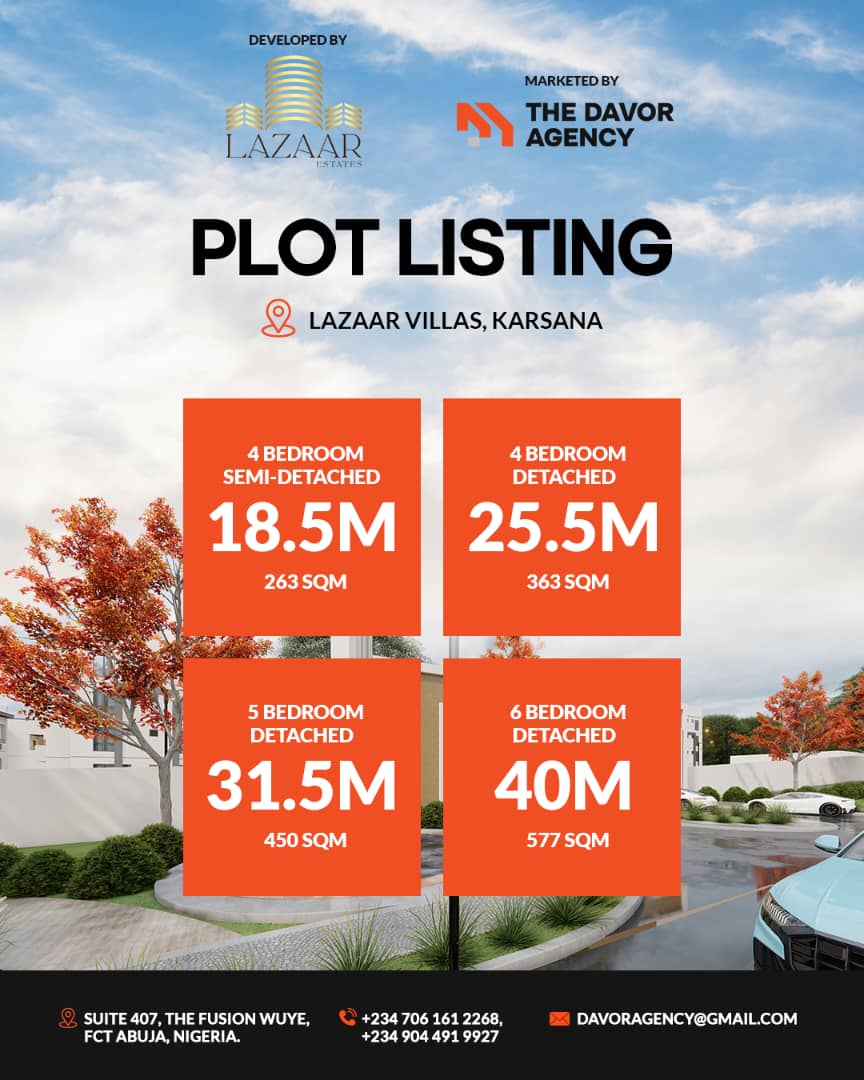 DEVELOPED BY
LAZAAR
ESTATES
MARKETED BY
THE DAVOR
AGENCY
PLOT LISTING
LAZAAR VILLAS, KARSANA
4 BEDROOM
SEMI-DETACHED
18.5M
263 SQM
4 BEDROOM
DETACHED
25.5M
363 SQM
5 BEDROOM
DETACHED
31.5M
450 SQM
6 BEDROOM
DETACHED
40M
577 SQM
SUITE 407, THE FUSION WUYE,
FCT ABUJA, NIGERIA.
+234 706 161 2268,
+234 904 491 9927
DAVORAGENCY@GMAIL.COM